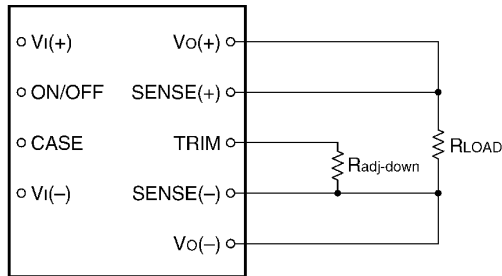 VI(+) VO(+)
ON/OFF SENSE(+)
CASE TRIM
RLOAD
Radj-down
VI(–) SENSE(–)
VO(–)